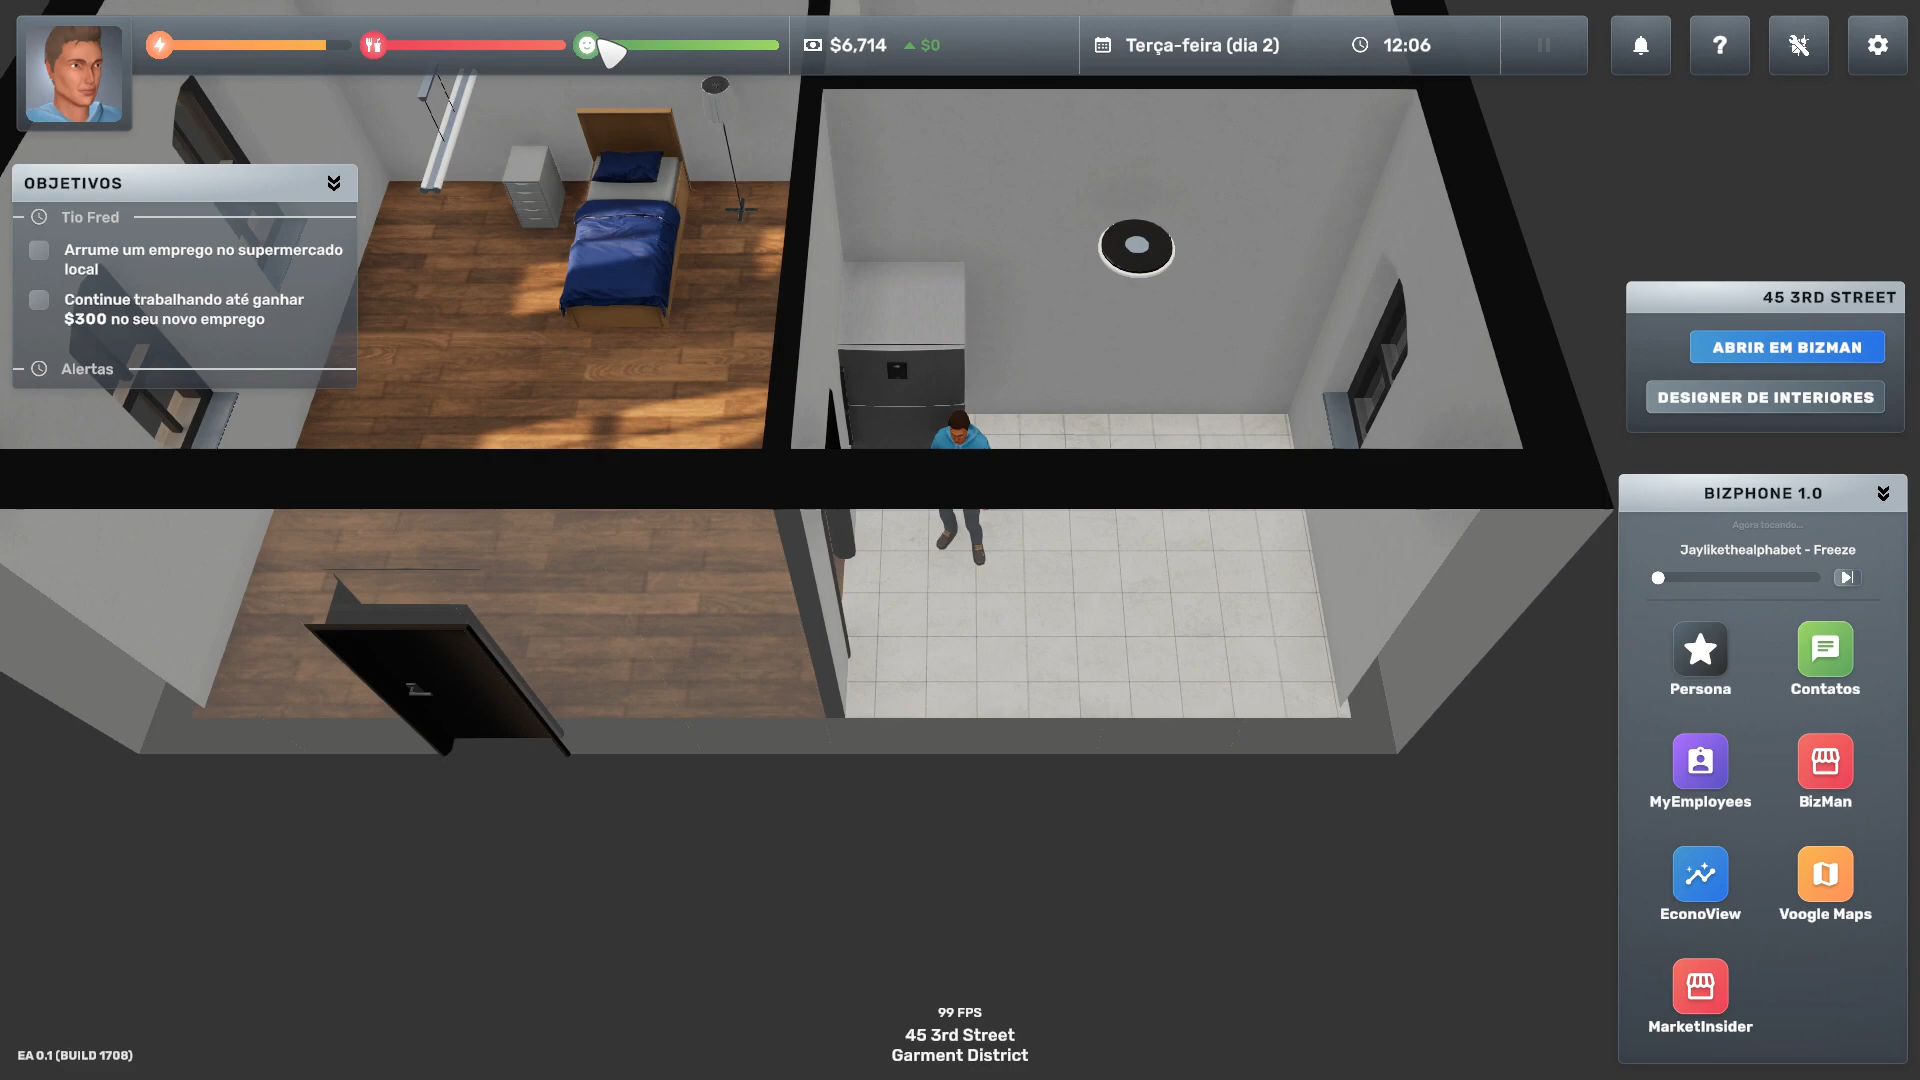 $6,714
$0
Terça-feira (dia 2)
12:06
OBJETIVOS
Tio Fred
Arrume um emprego no supermercado
local
Continue trabalhando até ganhar
$300 no seu novo emprego
Alertas
45 3RD STREET
ABRIR EM BIZMAN
DESIGNER DE INTERIORES
BIZPHONE 1.0
Agora tocando...
Jaylikethealphabet - Freeze
Persona
Contatos
MyEmployees
BizMan
EconoView
Voogle Maps
MarketInsider
99 FPS
45 3rd Street
Garment District
EA 0.1 (BUILD 1708)